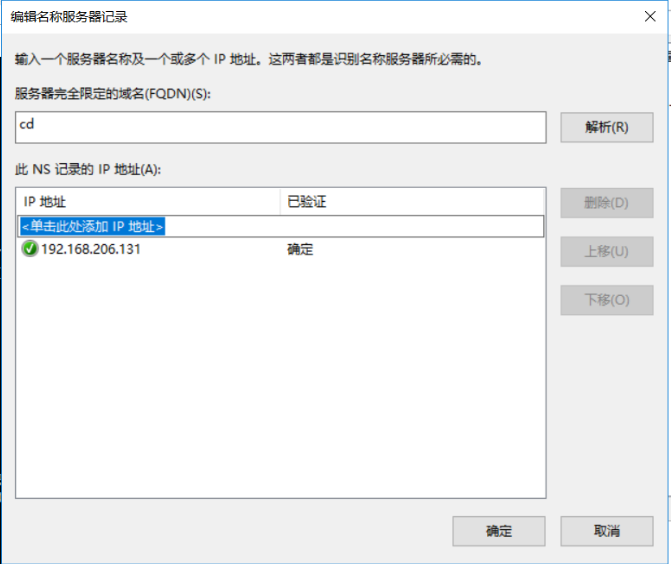 编辑名称服务器记录
输入一个服务器名称及一个或多个 IP 地址。这两者都是识别名称服务器所必需的。
服务器完全限定的域名(FQDN)(S):
cd
解析(R)
此 NS 记录的 IP 地址(A):
IP 地址 已验证
删除(D)
<单击此处添加 IP 地址>
192.168.206.131 确定
上移(U)
下移(O)
确定 取消